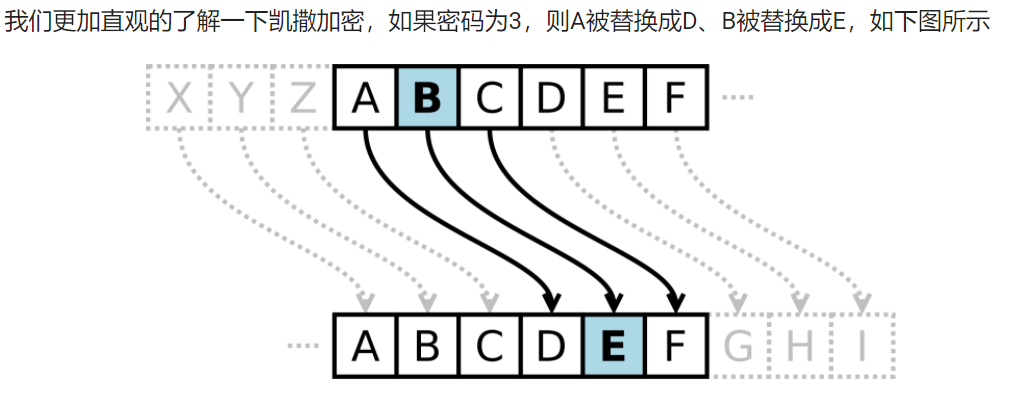 我们更加直观的了解一下凯撒加密，如果密码为3，则A被替换成D、B被替换成E，如下图所示
X Y Z A B C D E F ....
.... A B C D E F G H I